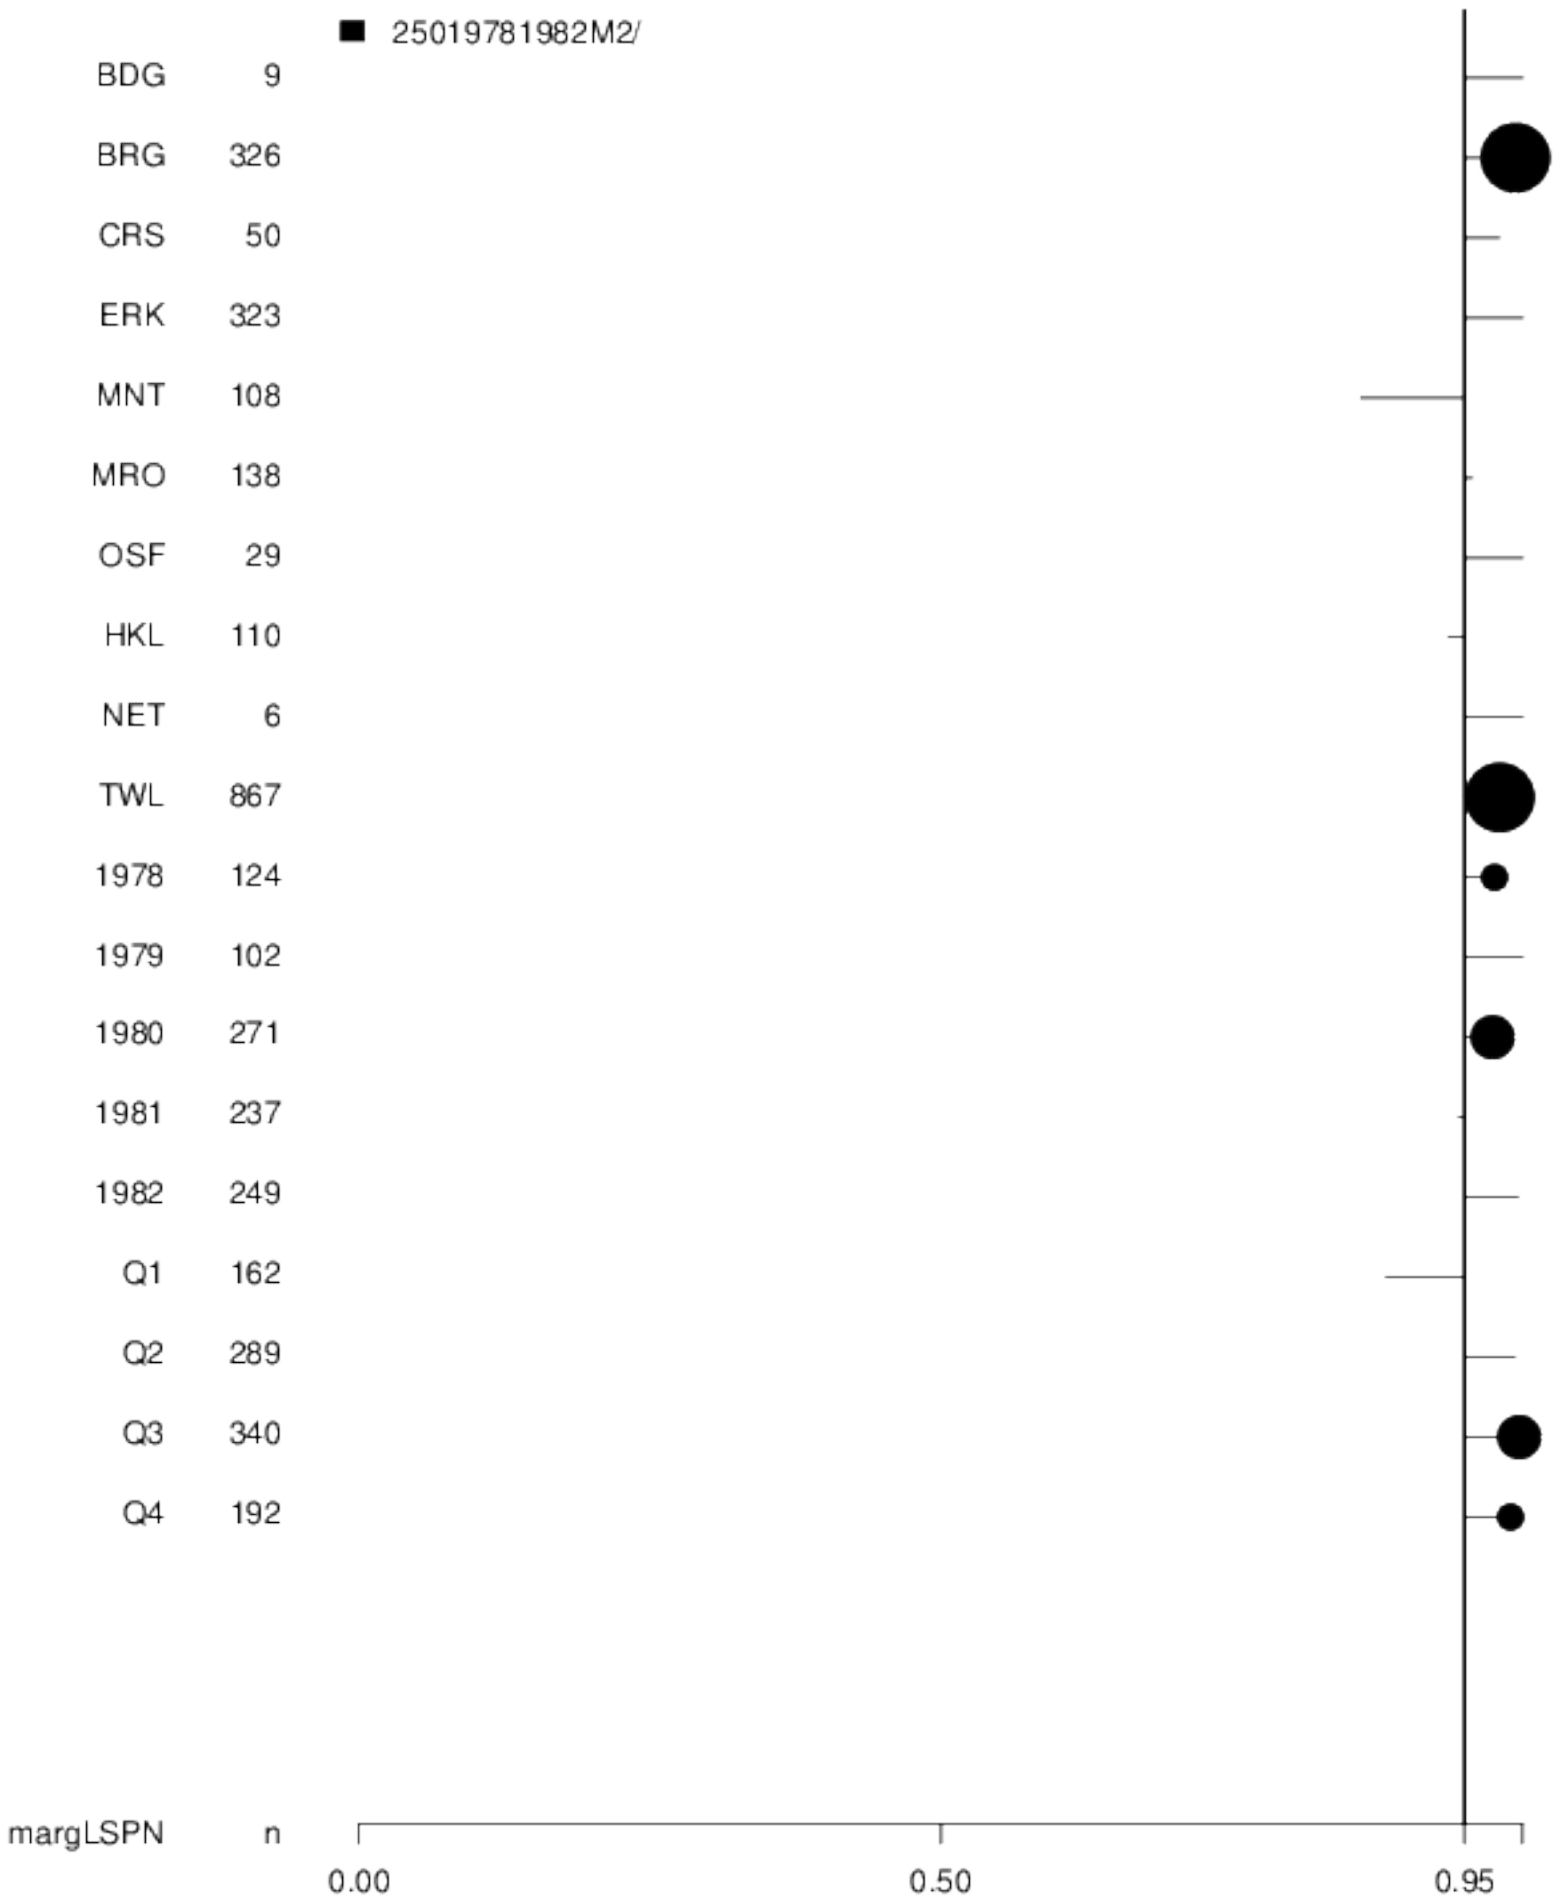 25019781982M2/
BDG 9
BRG 326
CRS 50
ERK 323
MNT 108
MRO 138
OSF 29
HKL 110
NET 6
TWL 867
1978 124
1979 102
1980 271
1981 237
1982 249
Q1 162
Q2 289
Q3 340
Q4 192
margLSPN n
0.00 0.50 0.95